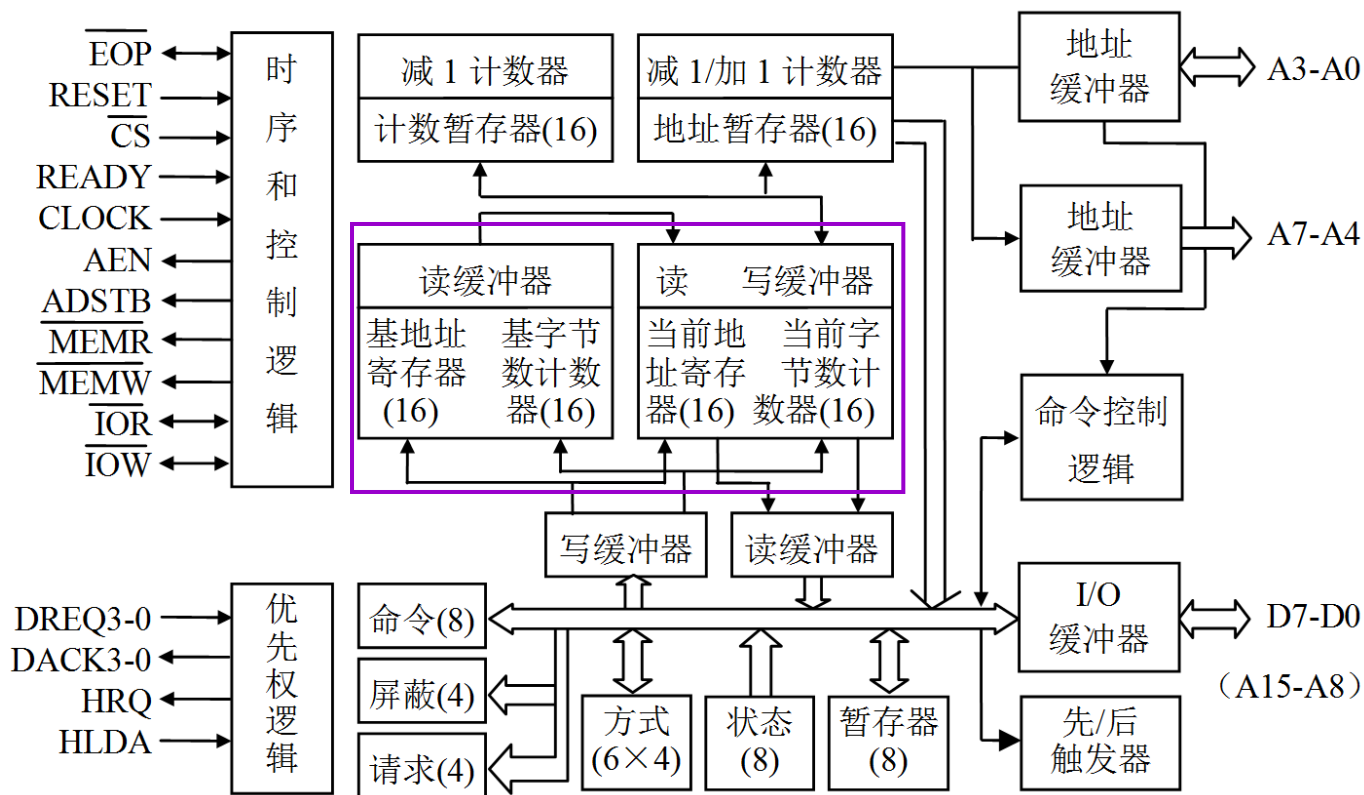 EOP
RESET
CS
READY
CLOCK
AEN
ADSTB
MEMR
MEMW
IOR
IOW
时
序
和
控
制
逻
辑
减 1 计数器
计数暂存器(16)
减 1/加 1 计数器
地址暂存器(16)
地址
缓冲器
A3-A0
地址
缓冲器
A7-A4
读缓冲器
基地址
寄存器
(16)
基字节
数计数
器(16)
读 写缓冲器
当前地
址寄存
器(16)
当前字
节数计
数器(16)
命令控制
逻辑
写缓冲器
读缓冲器
DREQ3-0
DACK3-0
HRQ
HLDA
优
先
权
逻
辑
命令(8)
屏蔽(4)
请求(4)
方式
(6×4)
状态
(8)
暂存器
(8)
I/O
缓冲器
D7-D0
（A15-A8）
先/后
触发器